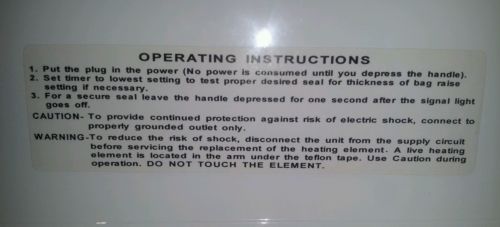 OPERATING INSTRUCTIONS
1. Put the plug in the power (No power is consumed until you depress the handle).
2. Set timer to lowest setting to test proper desired seal for thickness of bag raise
setting if necessary.
3. For a secure seal leave the handle depressed for one second after the signal light
goes off.
CAUTION- To provide continued protection against risk of electric shock, connect to
properly grounded outlet only.
WARNING-To reduce the risk of shock, disconnect the unit from the supply circuit
before servicing the replacement of the heating element. A live heating
element is located in the arm under the teflon tape. Use Caution during
operation. DO NOT TOUCH THE ELEMENT.